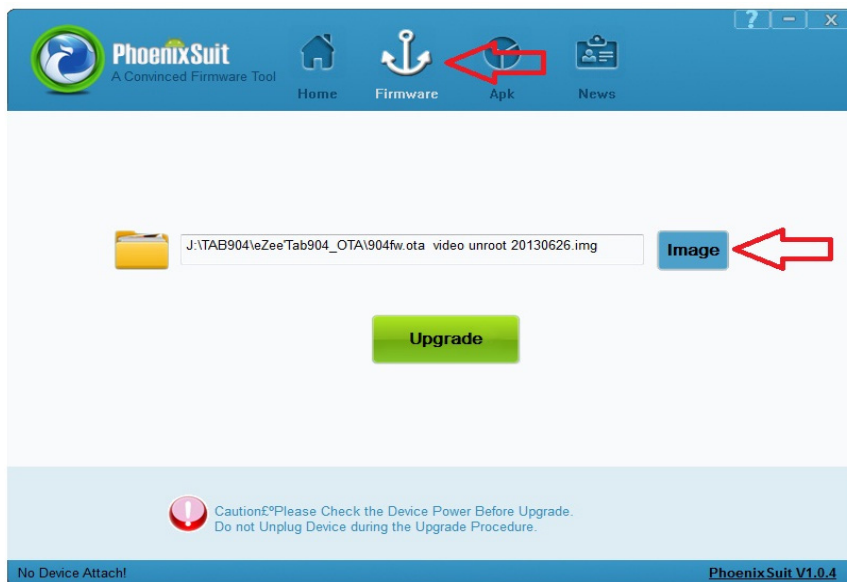 ? - x
PhoenixSuit
A Convinced Firmware Tool
Home Firmware Apk News
J:\TAB904\eZee'Tab904_OTA\904fw.ota video unroot 20130626.img
Image
Upgrade
Caution£ºPlease Check the Device Power Before Upgrade.
Do not Unplug Device during the Upgrade Procedure.
No Device Attach!
PhoenixSuit V1.0.4